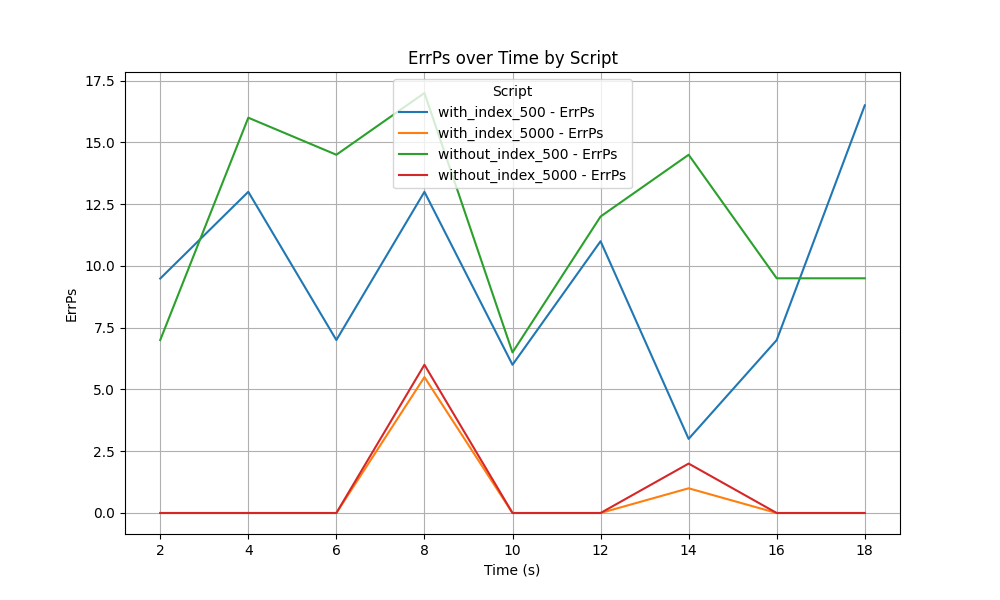 ErrPs over Time by Script
17.5
15.0
12.5
10.0
7.5
5.0
2.5
0.0
ErrPs
Script
with_index_500 - ErrPs
with_index_5000 - ErrPs
without_index_500 - ErrPs
without_index_5000 - ErrPs
2 4 6 8 10 12 14 16 18
Time (s)